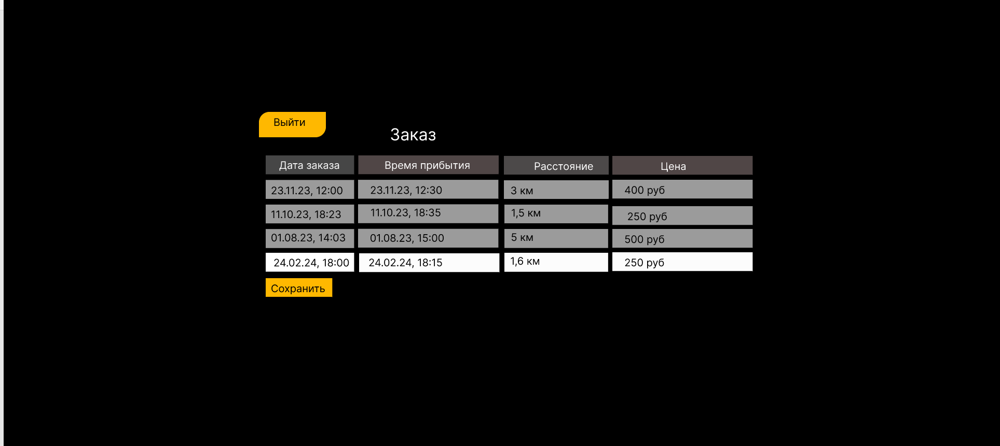 Выйти
Заказ
Дата заказа Время прибытия Расстояние Цена
23.11.23, 12:00 23.11.23, 12:30 3 км 400 руб
11.10.23, 18:23 11.10.23, 18:35 1,5 км 250 руб
01.08.23, 14:03 01.08.23, 15:00 5 км 500 руб
24.02.24, 18:00 24.02.24, 18:15 1,6 км 250 руб
Сохранить